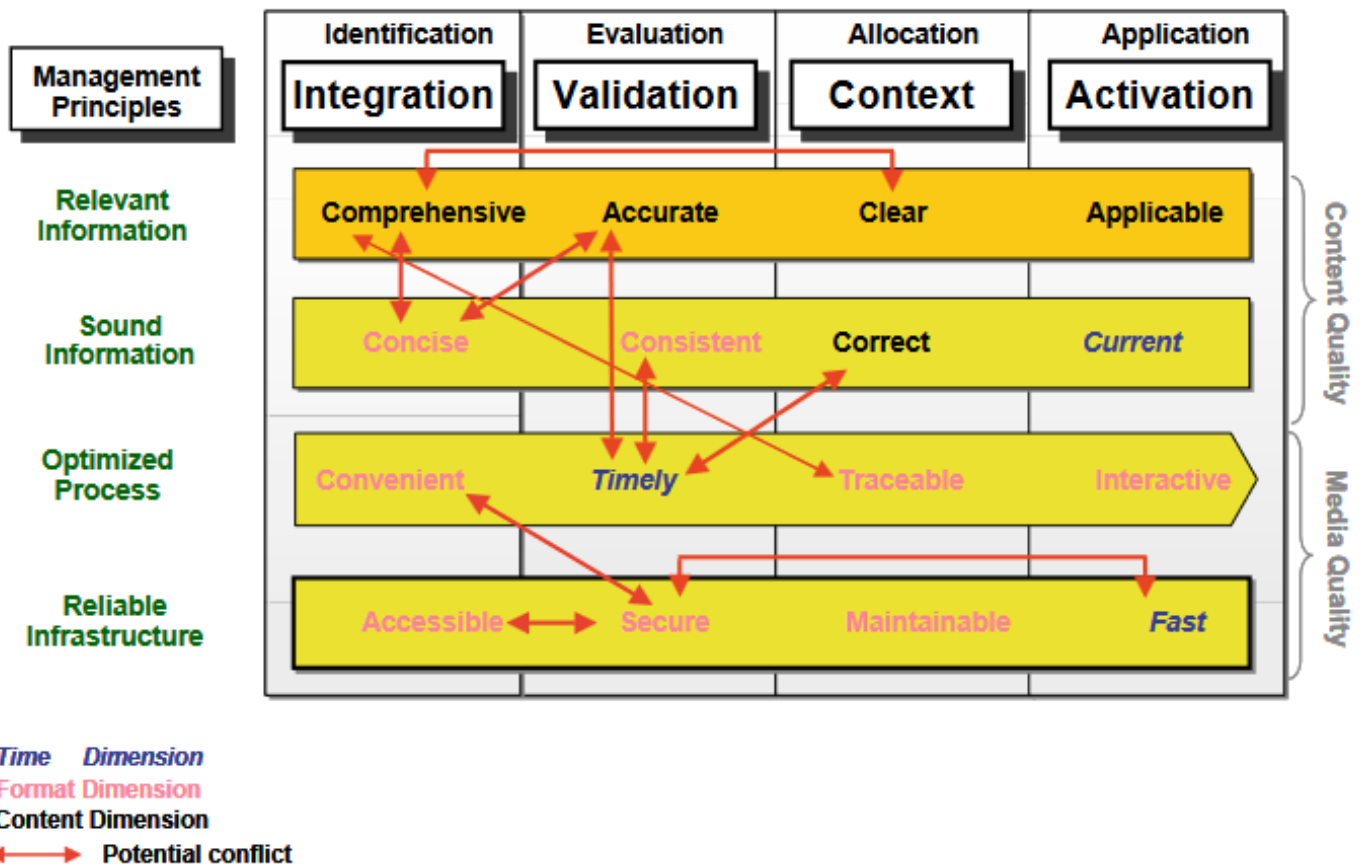 Identification Evaluation Allocation Application
Management
Principles
Integration Validation Context Activation
Relevant
Information
Comprehensive Accurate Clear Applicable
Sound
Information
Concise Consistent Correct Current
Content Quality
Optimized
Process
Convenient Timely Traceable Interactive
Reliable
Infrastructure
Accessible Secure Maintainable Fast
Media Quality
Time Dimension
Format Dimension
Content Dimension
Potential conflict